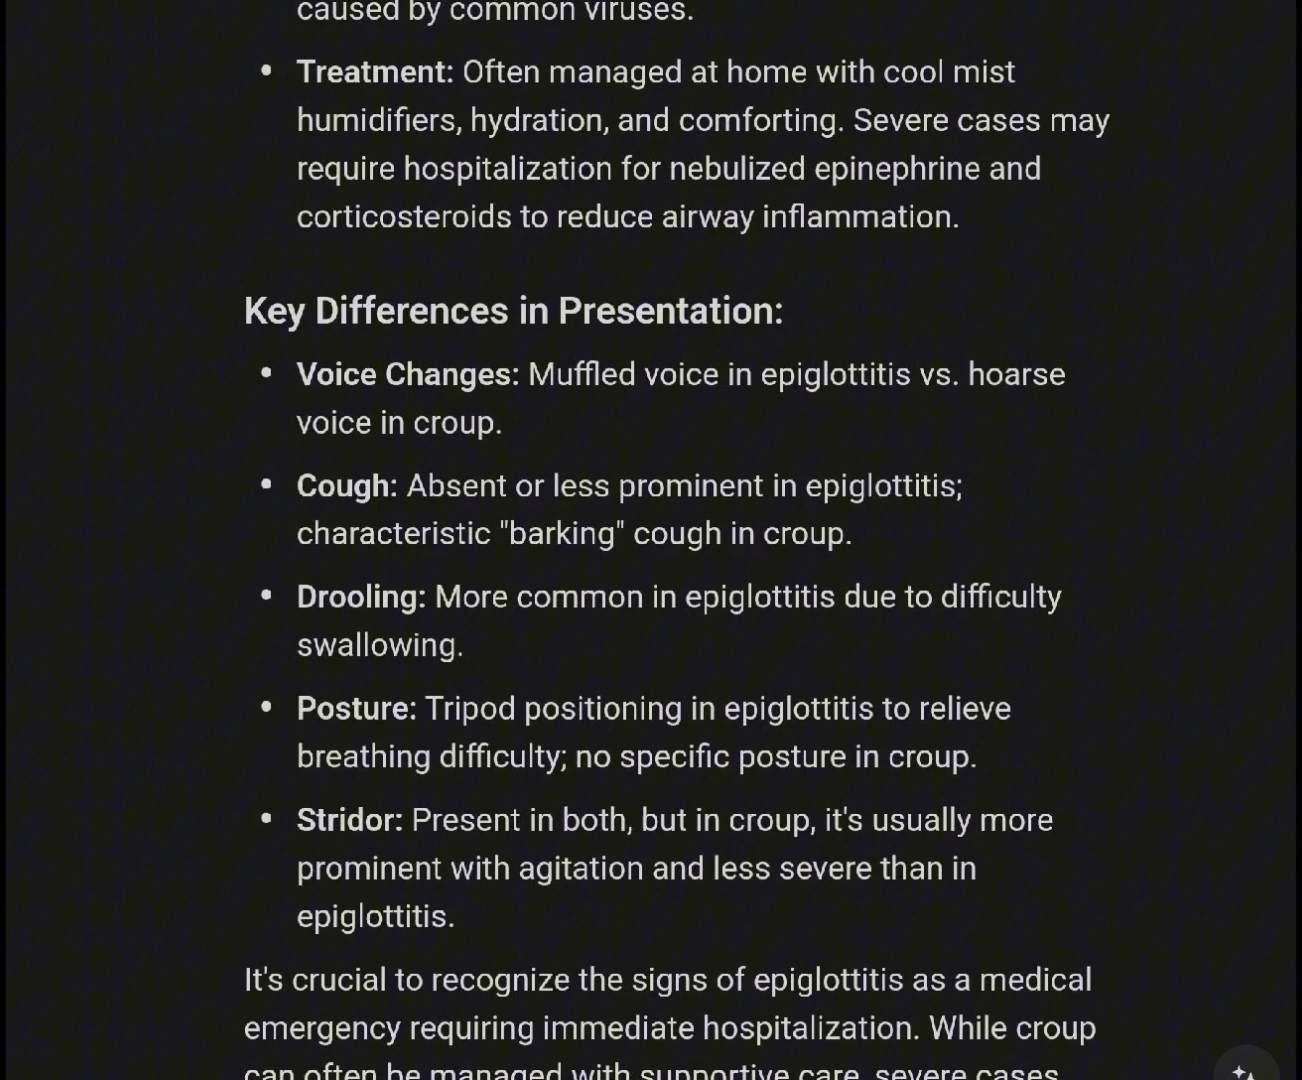 caused by common viruses.
• Treatment: Often managed at home with cool mist
humidifiers, hydration, and comforting. Severe cases may
require hospitalization for nebulized epinephrine and
corticosteroids to reduce airway inflammation.
Key Differences in Presentation:
• Voice Changes: Muffled voice in epiglottitis vs. hoarse
voice in croup.
• Cough: Absent or less prominent in epiglottitis;
characteristic "barking" cough in croup.
• Drooling: More common in epiglottitis due to difficulty
swallowing.
• Posture: Tripod positioning in epiglottitis to relieve
breathing difficulty; no specific posture in croup.
• Stridor: Present in both, but in croup, it's usually more
prominent with agitation and less severe than in
epiglottitis.
It's crucial to recognize the signs of epiglottitis as a medical
emergency requiring immediate hospitalization. While croup
can often be managed with supportive care, severe cases